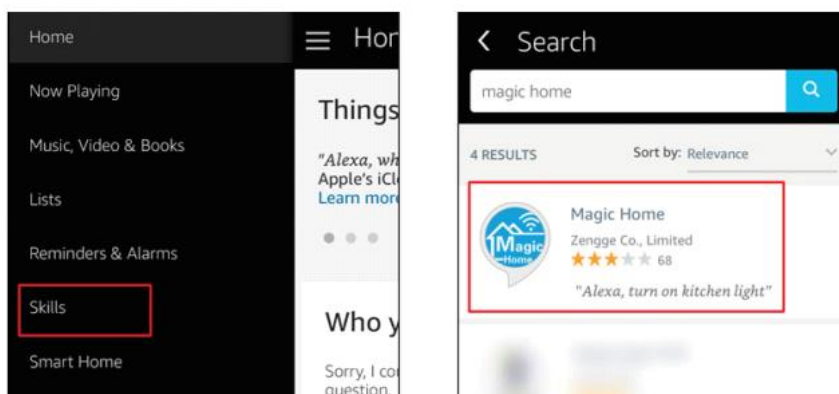 Home
Now Playing
Music, Video & Books
Lists
Reminders & Alarms
Skills
Smart Home
Hor
Things
"Alexa, wh
Apple's iCl
Learn more
Who y
Sorry, I co
question.
Search
magic home
4 RESULTS
Sort by: Relevance
Magic
Home
Magic Home
Zengge Co., Limited
68
"Alexa, turn on kitchen light"